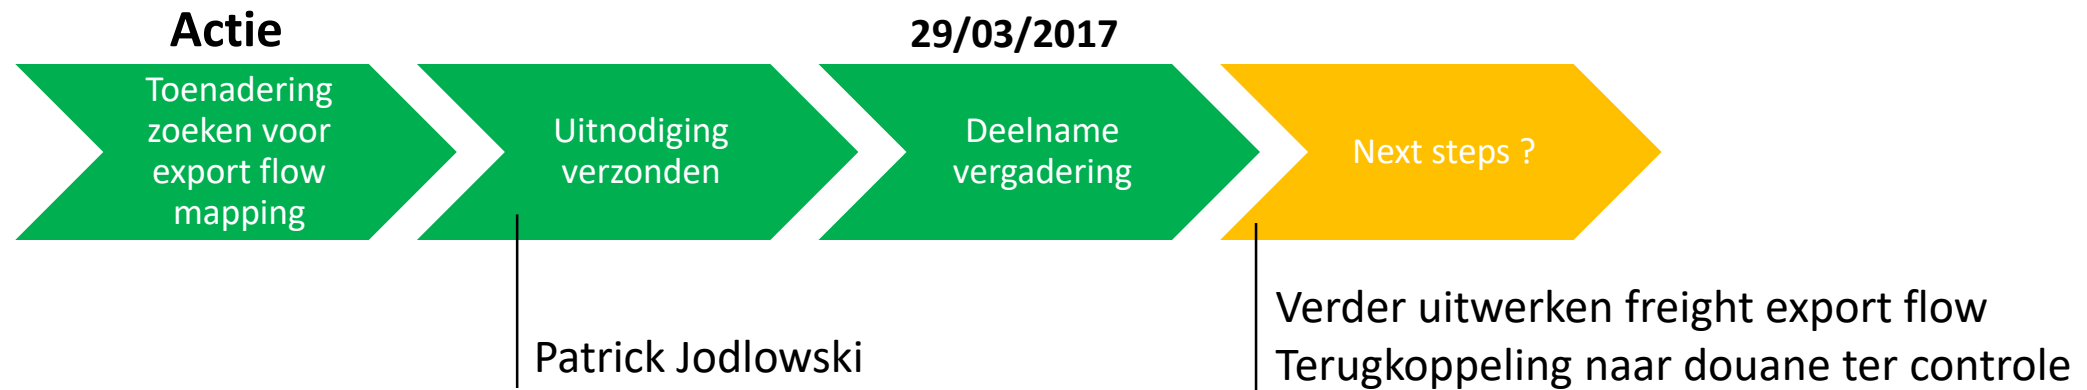 Actie
29/03/2017
Toenadering
zoeken voor
export flow
mapping
Uitnodiging
verzonden
Deelname
vergadering
Next steps ?
Patrick Jodlowski
Verder uitwerken freight export flow
Terugkoppeling naar douane ter controle